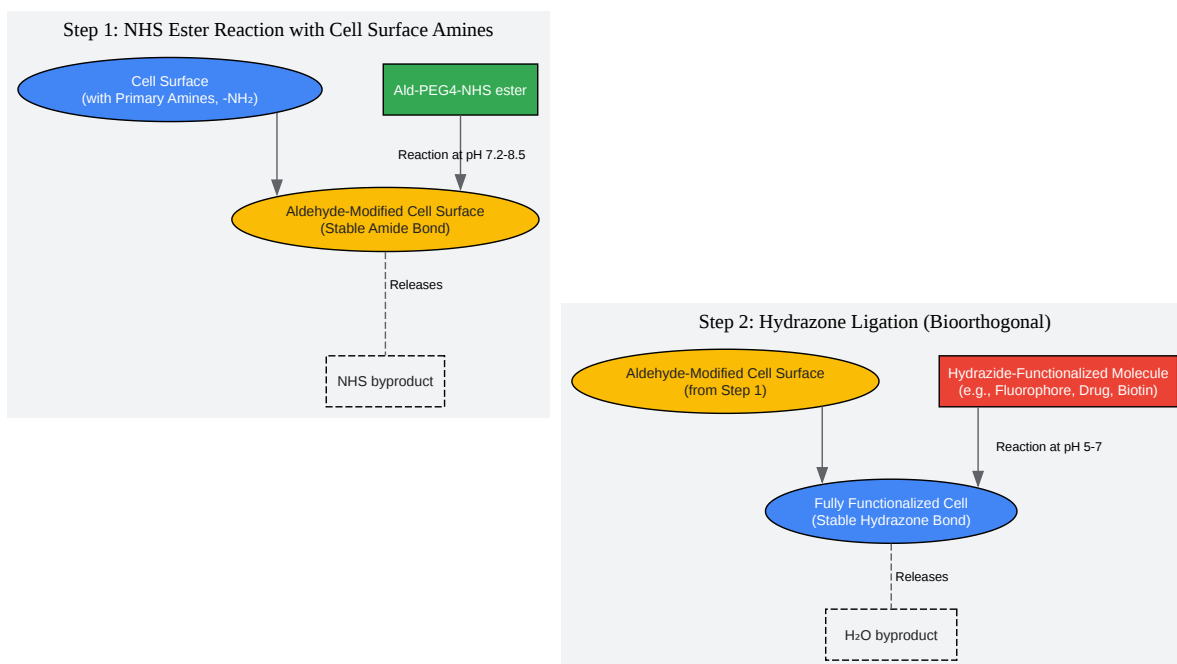 Step 1: NHS Ester Reaction with Cell Surface Amines
Cell Surface
(with Primary Amines, -NH₂)
Ald-PEG4-NHS ester
Reaction at pH 7.2-8.5
Aldehyde-Modified Cell Surface
(Stable Amide Bond)
Releases
NHS byproduct
Step 2: Hydrazone Ligation (Bioorthogonal)
Aldehyde-Modified Cell Surface
(from Step 1)
Hydrazide-Functionalized Molecule
(e.g., Fluorophore, Drug, Biotin)
Reaction at pH 5-7
Fully Functionalized Cell
(Stable Hydrazone Bond)
Releases
H₂O byproduct